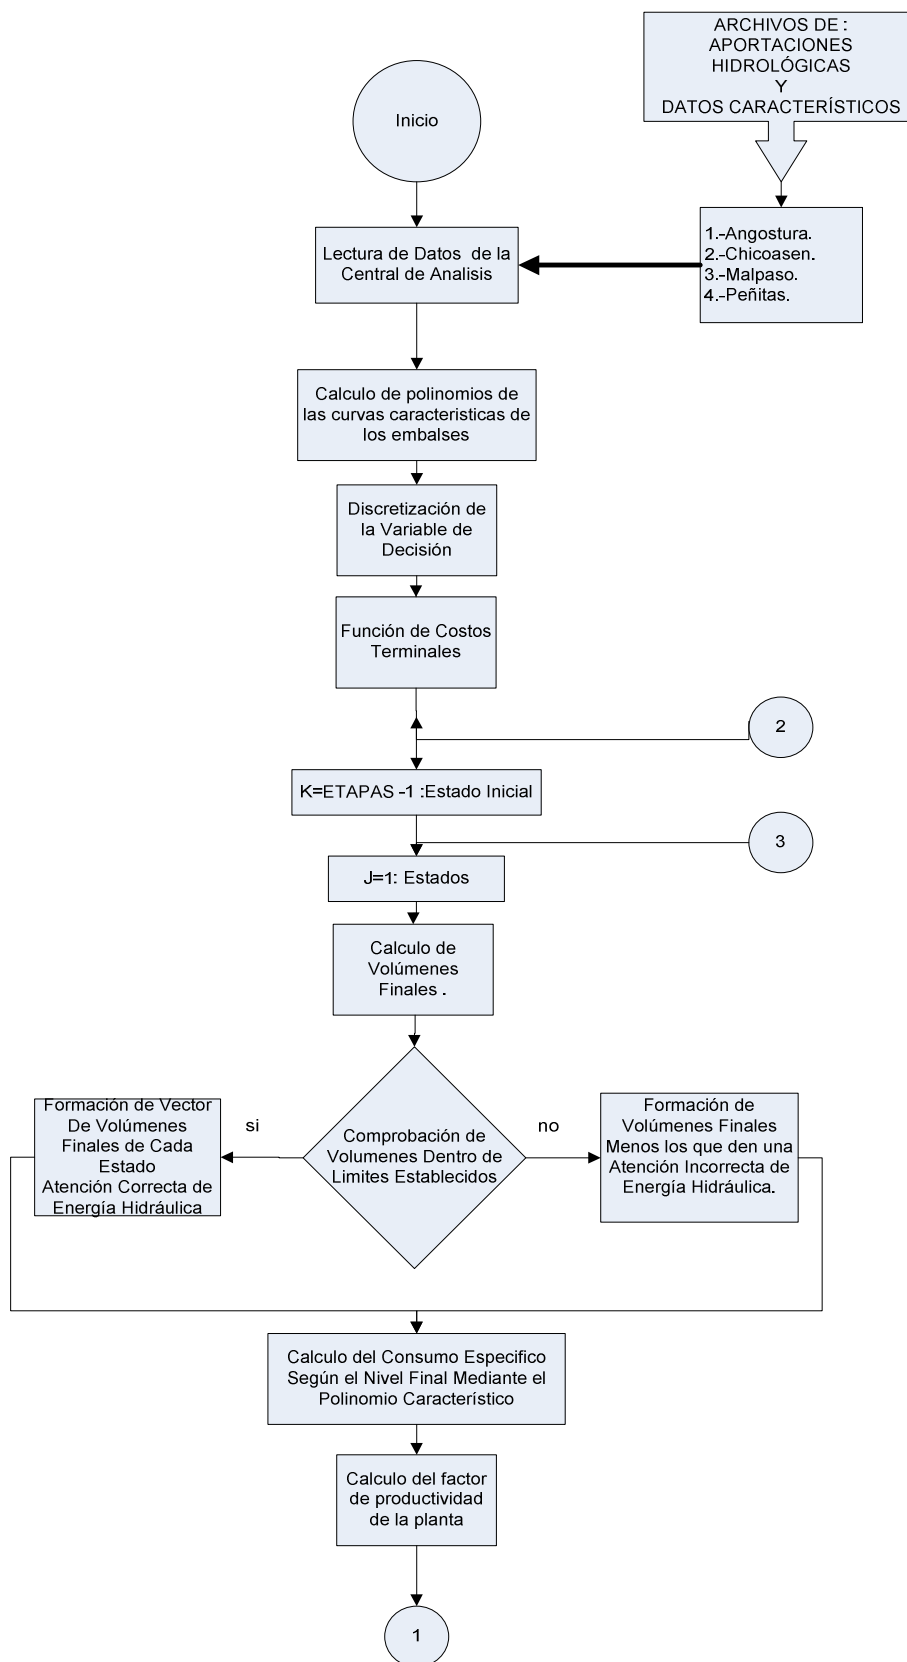 ARCHIVOS DE :
APORTACIONES
HIDROLÓGICAS
Y
DATOS CARACTERÍSTICOS
Inicio
1.-Angostura.
2.-Chicoasen.
3.-Malpaso.
4.-Peñitas.
Lectura de Datos de la
Central de Analisis
Calculo de polinomios de
las curvas caracteristicas de
los embalses
Discretización de
la Variable de
Decisión
Función de Costos
Terminales
2
K=ETAPAS -1 :Estado Inicial
3
J=1: Estados
Calculo de
Volúmenes
Finales .
Formación de Vector
De Volúmenes
Finales de Cada
Estado
Atención Correcta de
Energía Hidráulica
si
Comprobación de
Volumenes Dentro de
Limites Establecidos
no
Formación de
Volúmenes Finales
Menos los que den una
Atención Incorrecta de
Energía Hidráulica.
Calculo del Consumo Especifico
Según el Nivel Final Mediante el
Polinomio Característico
Calculo del factor
de productividad
de la planta
1